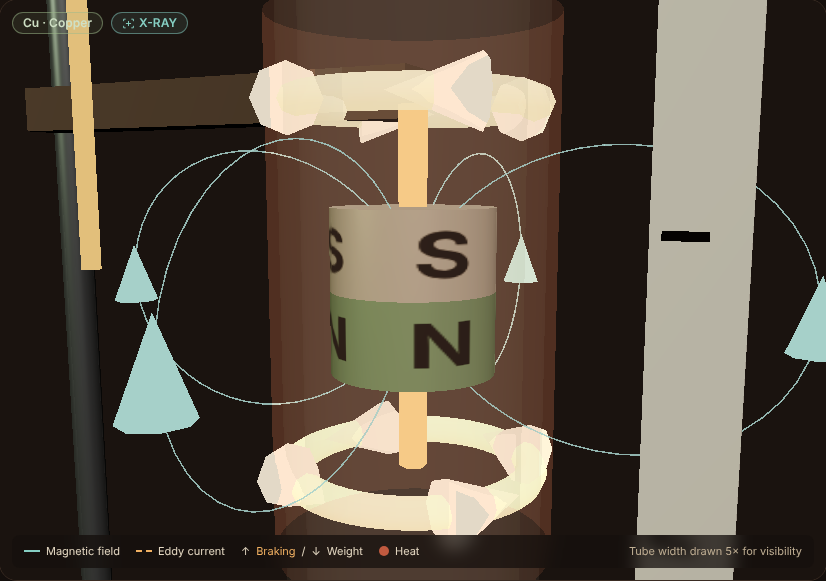 Cu · Copper
X-RAY
S S
N N
Magnetic field
Eddy current
↑ Braking / ↓ Weight
Heat
Tube width drawn 5× for visibility